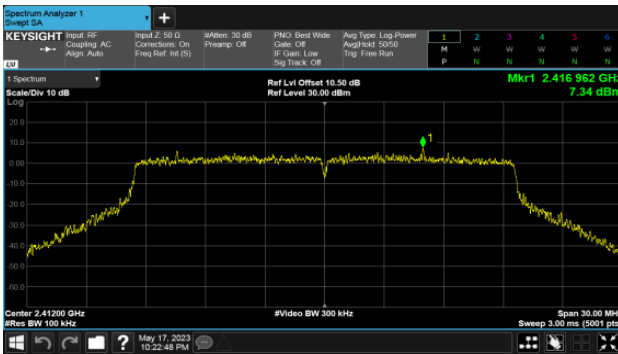 Spectrum Analyzer 1
Swept SA
KEYSIGHT
Input: RF
Coupling: AC
Align: Auto
Input Z: 50 Ω
Corrections: On
Freq Ref: Int (S)
#Atten: 30 dB
Preamp: Off
PNO: Best Wide
Gate: Off
IF Gain: Low
Sig Track: Off
Avg Type: Log-Power
Avg|Hold: 50/50
Trig: Free Run
1 2 3 4 5 6
M W W W W W
P N N N N N
LXI
1 Spectrum
Scale/Div 10 dB
Ref Lvl Offset 10.50 dB
Ref Level 30.00 dBm
Mkr1 2.416 962 GHz
7.34 dBm
Log
20.0
10.0
0.00
-10.0
-20.0
-30.0
-40.0
-50.0
-60.0
1
Center 2.41200 GHz
#Res BW 100 kHz
#Video BW 300 kHz
Span 30.00 MH
Sweep 3.00 ms (5001 pts
May 17, 2023
10:22:48 PM